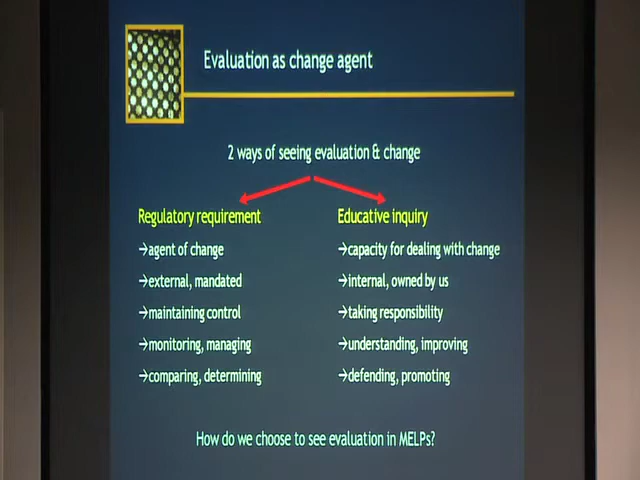 Evaluation as change agent
2 ways of seeing evaluation & change
Regulatory requirement
→agent of change
→external, mandated
→maintaining control
→monitoring, managing
→comparing, determining
Educative inquiry
→capacity for dealing with change
→internal, owned by us
→taking responsibility
→understanding, improving
→defending, promoting
How do we choose to see evaluation in MELPs?